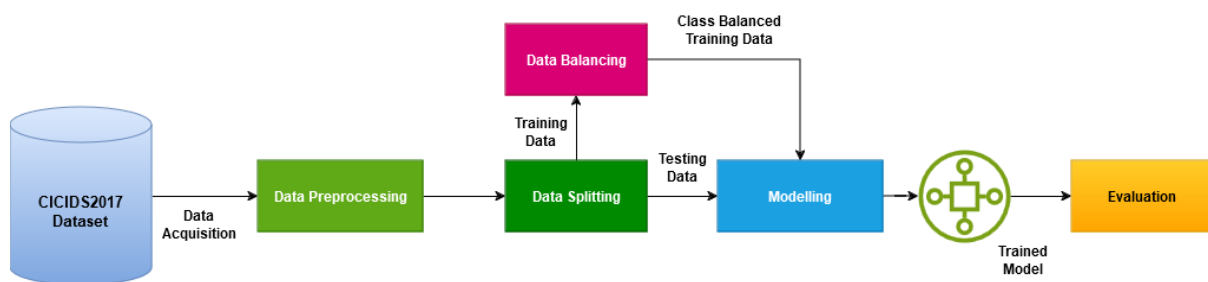 Class Balanced
Training Data
Data Balancing
Training
Data
Testing
Data
CICIDS2017
Dataset
Data
Acquisition
Data Preprocessing
Data Splitting
Modelling
Trained
Model
Evaluation